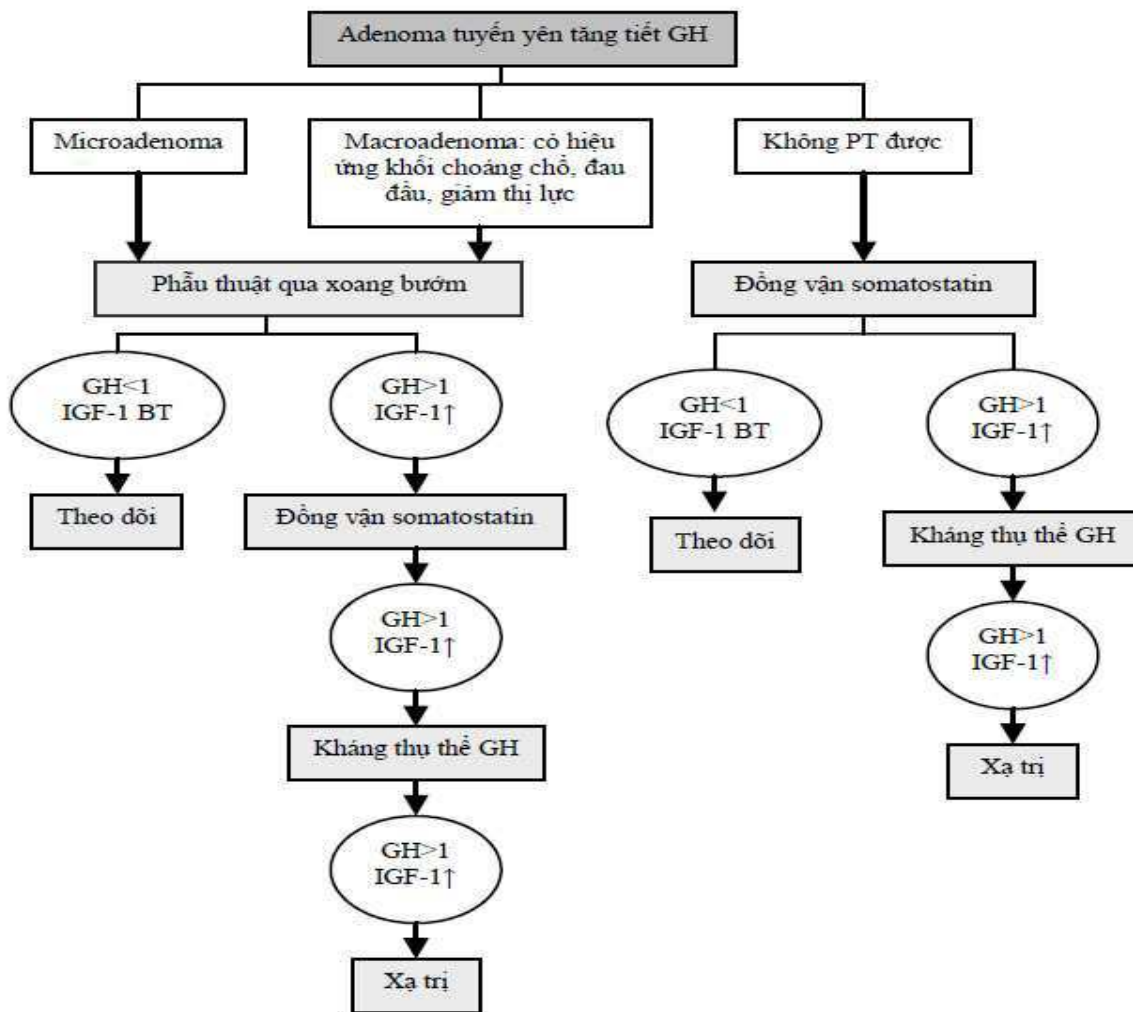 Adenoma tuyến yên tăng tiết GH
Microadenoma
Macroadenoma: có hiệu
ứng khối choáng chỗ, đau
đầu, giảm thị lực
Không PT được
Phẫu thuật qua xoang bướm
Đồng vận somatostatin
GH<1
IGF-1 BT
GH>1
IGF-1↑
GH<1
IGF-1 BT
GH>1
IGF-1↑
Theo dõi
Đồng vận somatostatin
Theo dõi
Kháng thụ thể GH
GH>1
IGF-1↑
GH>1
IGF-1↑
Kháng thụ thể GH
Xạ trị
GH>1
IGF-1↑
Xạ trị